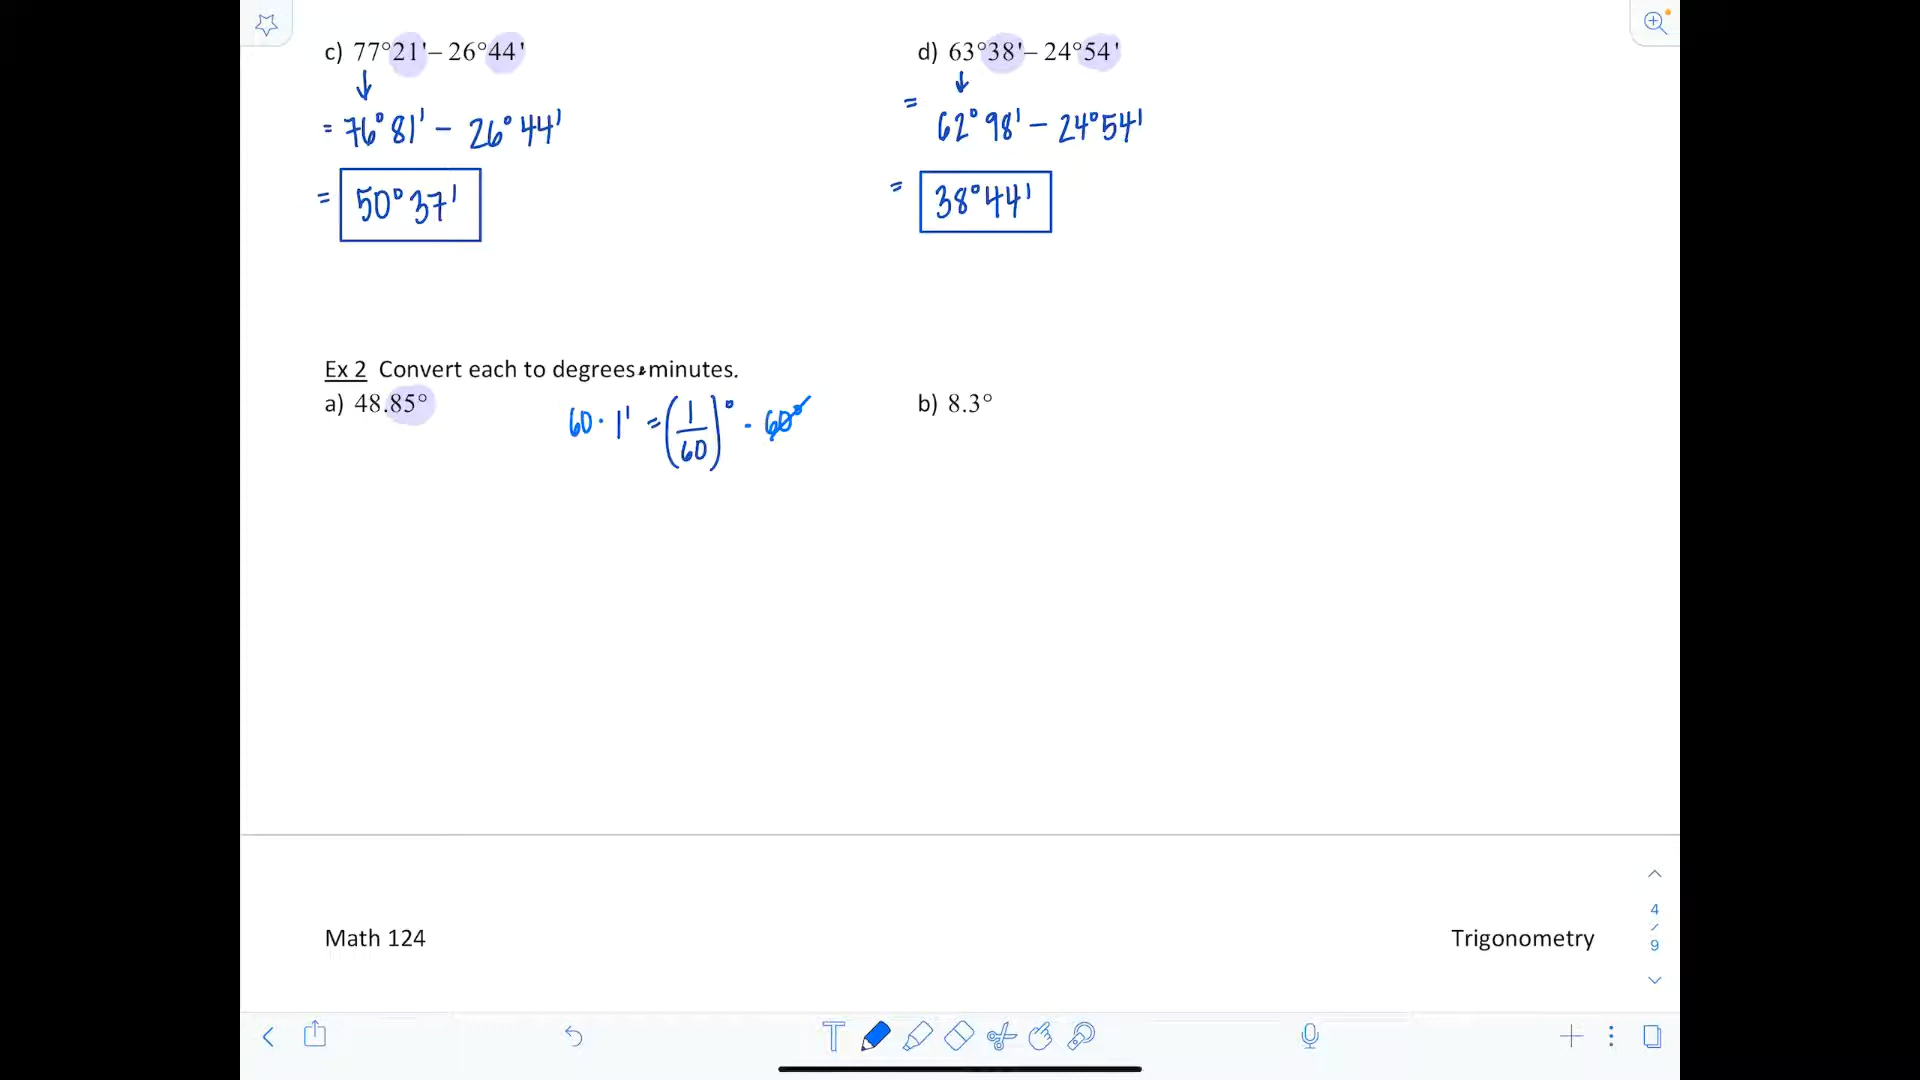 c) 77°21'– 26°44'
= 76° 81' – 26° 44'
= 50° 37'
d) 63°38'– 24°54'
= 62° 98' – 24° 54'
= 38° 44'
Ex 2 Convert each to degrees & minutes.
a) 48.85°
60 · 1' = (1/60)° · 60
b) 8.3°
4
/
9
Math 124
Trigonometry
T